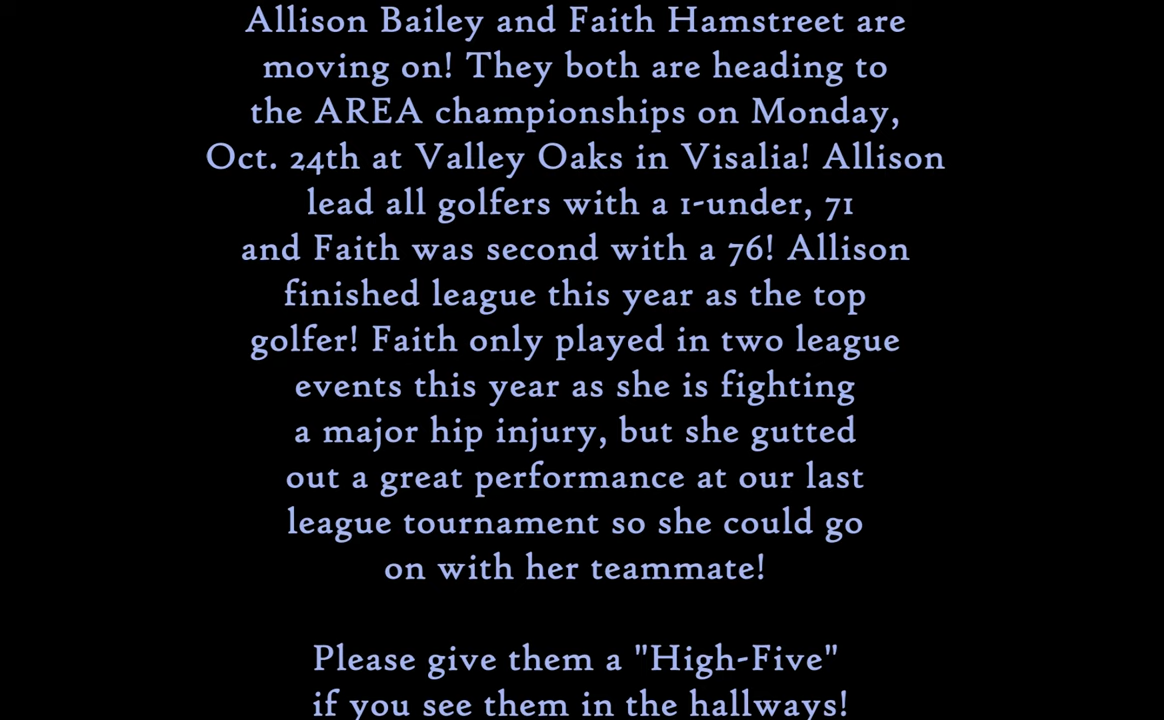 Allison Bailey and Faith Hamstreet are
moving on! They both are heading to
the AREA championships on Monday,
Oct. 24th at Valley Oaks in Visalia! Allison
lead all golfers with a 1-under, 71
and Faith was second with a 76! Allison
finished league this year as the top
golfer! Faith only played in two league
events this year as she is fighting
a major hip injury, but she gutted
out a great performance at our last
league tournament so she could go
on with her teammate!
Please give them a "High-Five"
if you see them in the hallways!